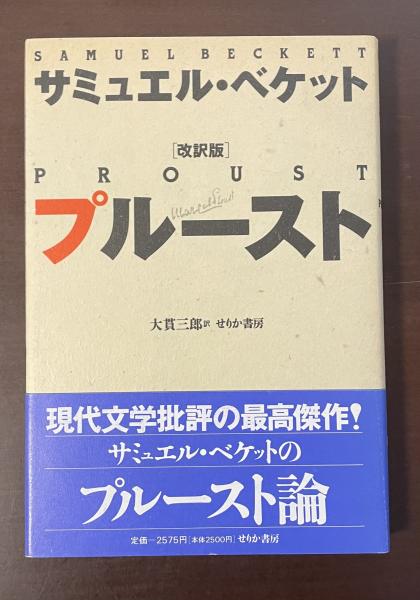 SAMUEL BECKETT
サミュエル・ベケット
[改訳版]
PROUST
プルースト
Marcel Proust
大貫三郎訳 せりか書房
現代文学批評の最高傑作!
サミュエル・ベケットの
プルースト論
定価―2575円[本体2500円] せりか書房